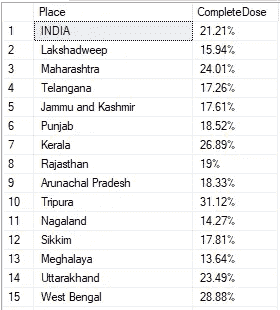 Place CompleteDose
1 INDIA 21.21%
2 Lakshadweep 15.94%
3 Maharashtra 24.01%
4 Telangana 17.26%
5 Jammu and Kashmir 17.61%
6 Punjab 18.52%
7 Kerala 26.89%
8 Rajasthan 19%
9 Arunachal Pradesh 18.33%
10 Tripura 31.12%
11 Nagaland 14.27%
12 Sikkim 17.81%
13 Meghalaya 13.64%
14 Uttarakhand 23.49%
15 West Bengal 28.88%